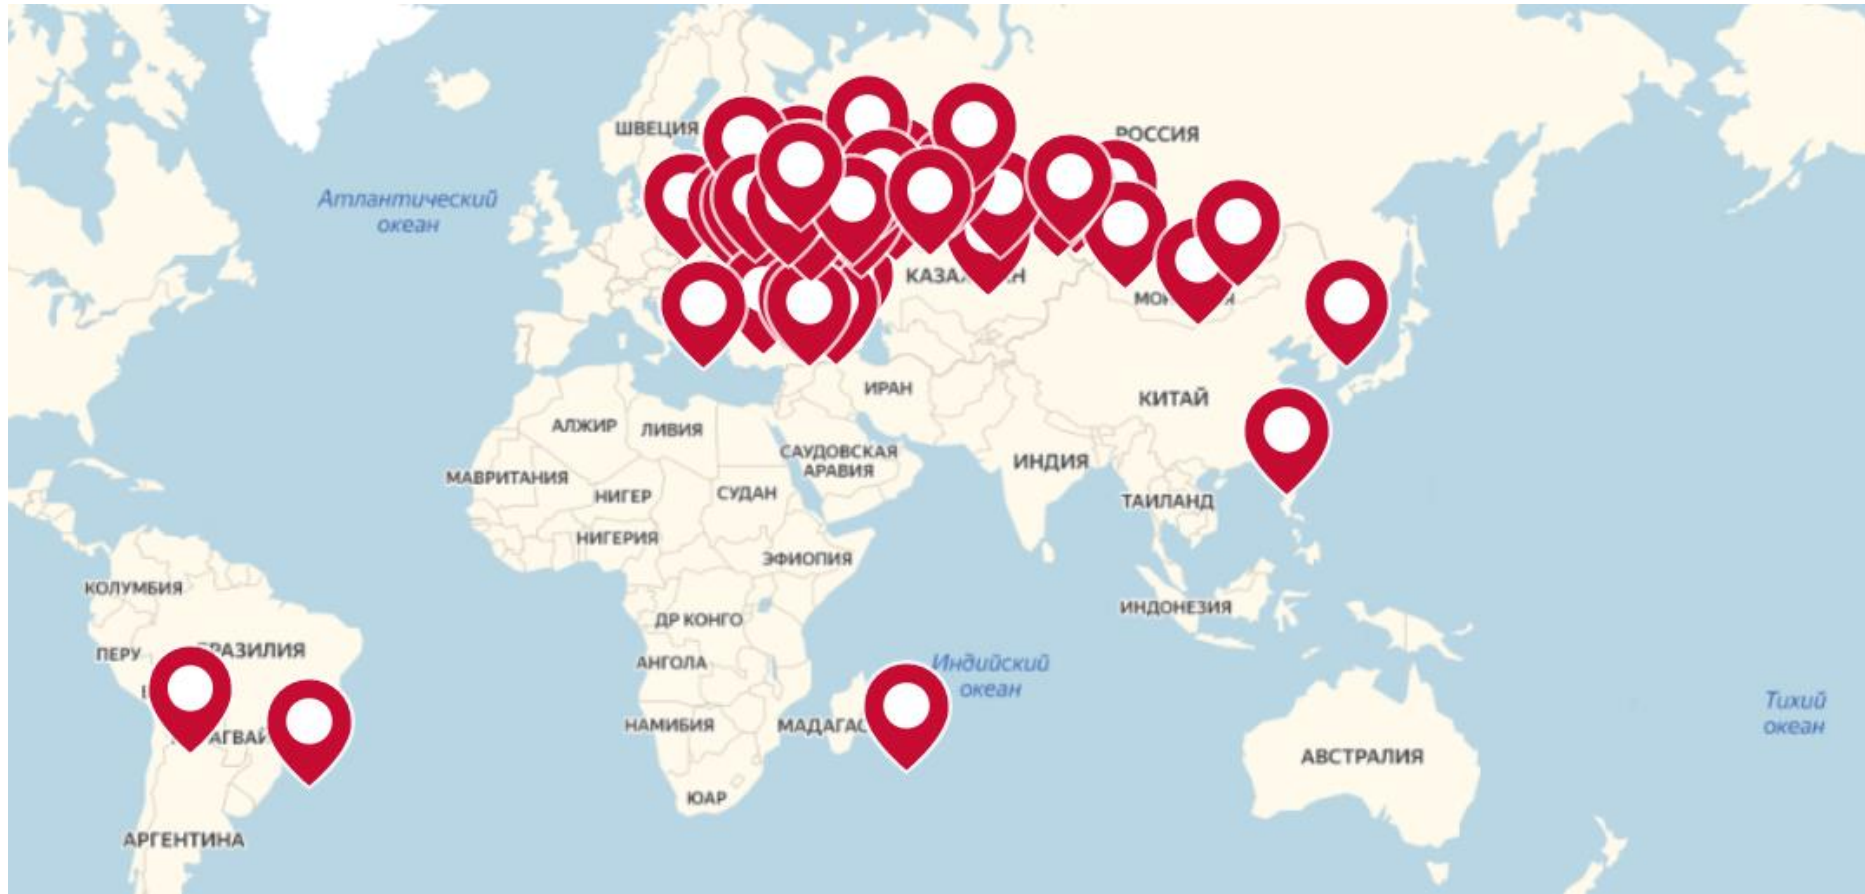 ШВЕЦИЯ
РОССИЯ
Атлантический
океан
ИРАН
КИТАЙ
АЛЖИР
ЛИВИЯ
САУДОВСКАЯ
АРАВИЯ
ИНДИЯ
МАВРИТАНИЯ
НИГЕР
СУДАН
ТАИЛАНД
НИГЕРИЯ
ЭФИОПИЯ
КОЛУМБИЯ
ИНДОНЕЗИЯ
ДР КОНГО
ПЕРУ
АНГОЛА
Индийский
океан
НАМИБИЯ
Тихий
океан
АВСТРАЛИЯ
ЮАР
АРГЕНТИНА